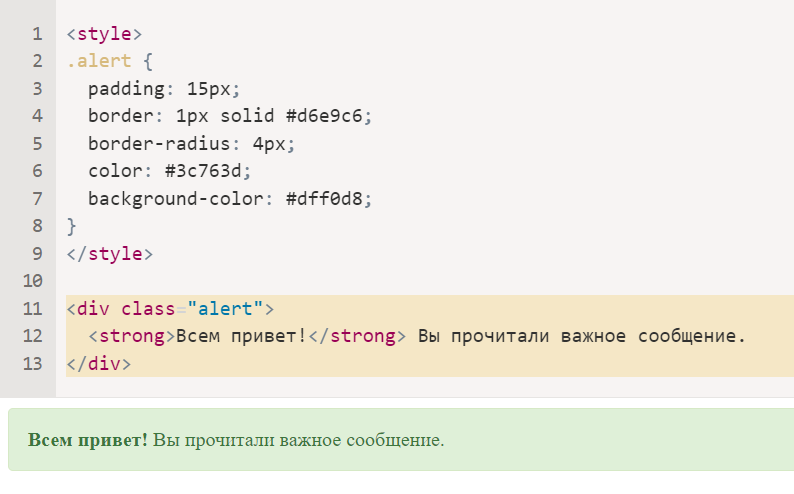 1 <style>
2 .alert {
3   padding: 15px;
4   border: 1px solid #d6e9c6;
5   border-radius: 4px;
6   color: #3c763d;
7   background-color: #dff0d8;
8 }
9 </style>
10
11 <div class="alert">
12   <strong>Всем привет!</strong> Вы прочитали важное сообщение.
13 </div>
Всем привет! Вы прочитали важное сообщение.